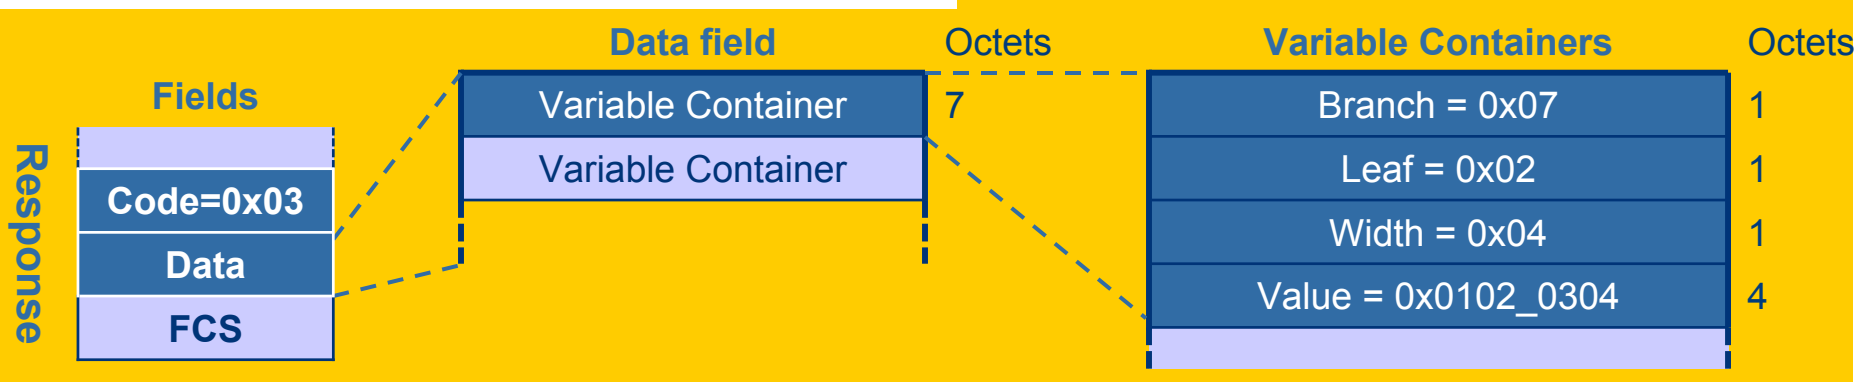 Response
Fields
Code=0x03
Data
FCS
Data field Octets
Variable Container 7
Variable Container
Variable Containers Octets
Branch = 0x07 1
Leaf = 0x02 1
Width = 0x04 1
Value = 0x0102_0304 4